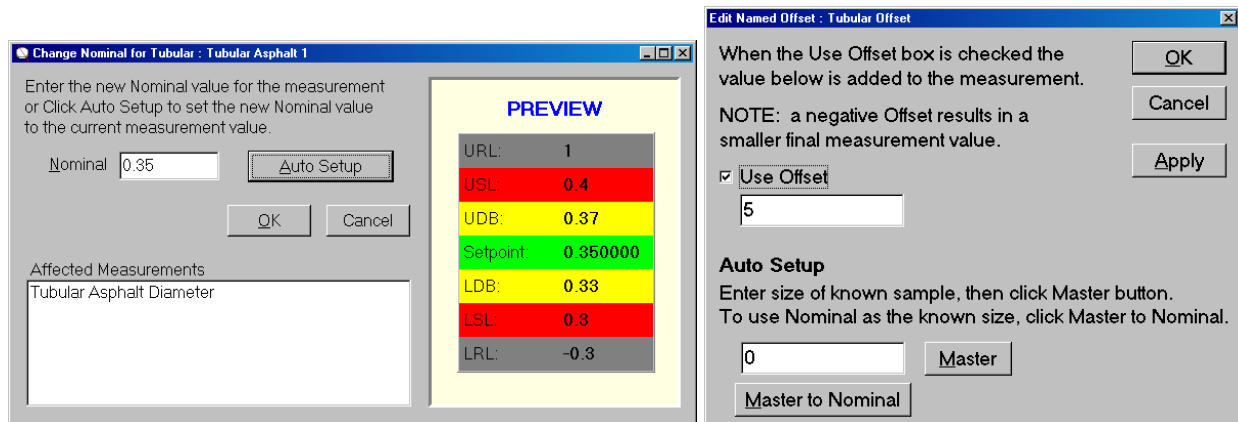 Change Nominal for Tubular : Tubular Asphalt 1
Enter the new Nominal value for the measurement
or Click Auto Setup to set the new Nominal value
to the current measurement value.
Nominal 0.35 Auto Setup
OK Cancel
Affected Measurements
Tubular Asphalt Diameter
PREVIEW
URL: 1
USL: 0.4
UDB: 0.37
Setpoint: 0.350000
LDB: 0.33
LSL: 0.3
LRL: -0.3
Edit Named Offset : Tubular Offset
When the Use Offset box is checked the
value below is added to the measurement.
NOTE: a negative Offset results in a
smaller final measurement value.
Use Offset
5
OK
Cancel
Apply
Auto Setup
Enter size of known sample, then click Master button.
To use Nominal as the known size, click Master to Nominal.
0 Master
Master to Nominal